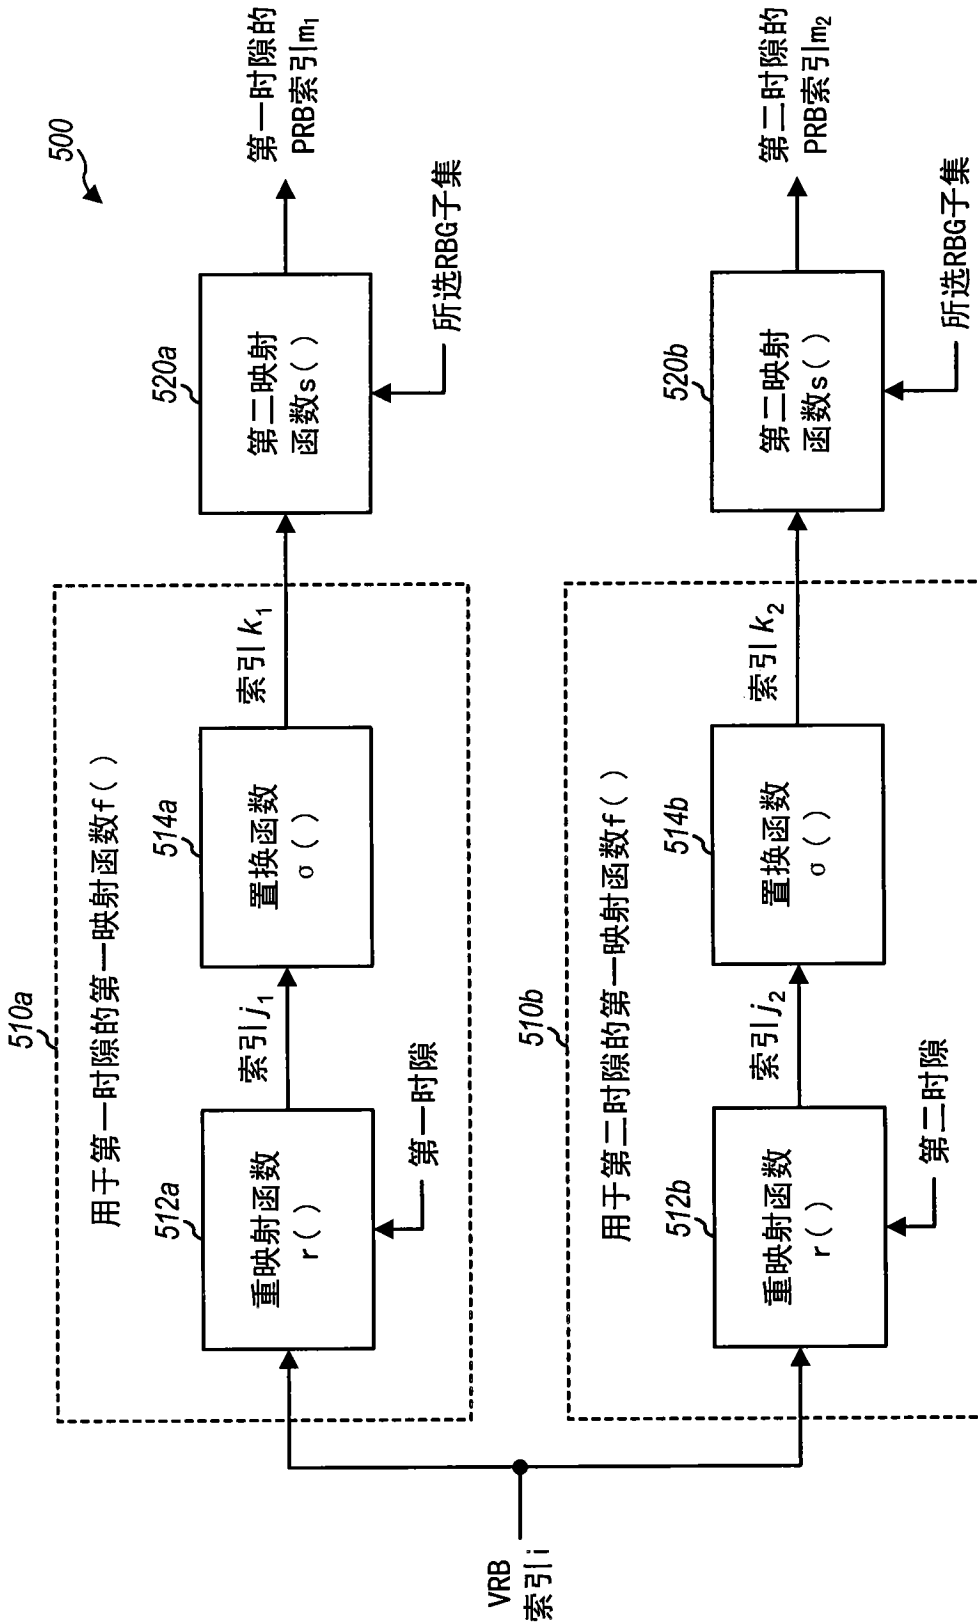 500
510a
用于第一时隙的第一映射函数f( )
VRB
索引i
512a
重映射函数
r( )
第一时隙
索引j1
514a
置换函数
σ( )
索引k1
520a
第二映射
函数s( )
所选RBG子集
第一时隙的
PRB索引m1
510b
用于第二时隙的第一映射函数f( )
512b
重映射函数
r( )
第二时隙
索引j2
514b
置换函数
σ( )
索引k2
520b
第二映射
函数s( )
所选RBG子集
第二时隙的
PRB索引m2